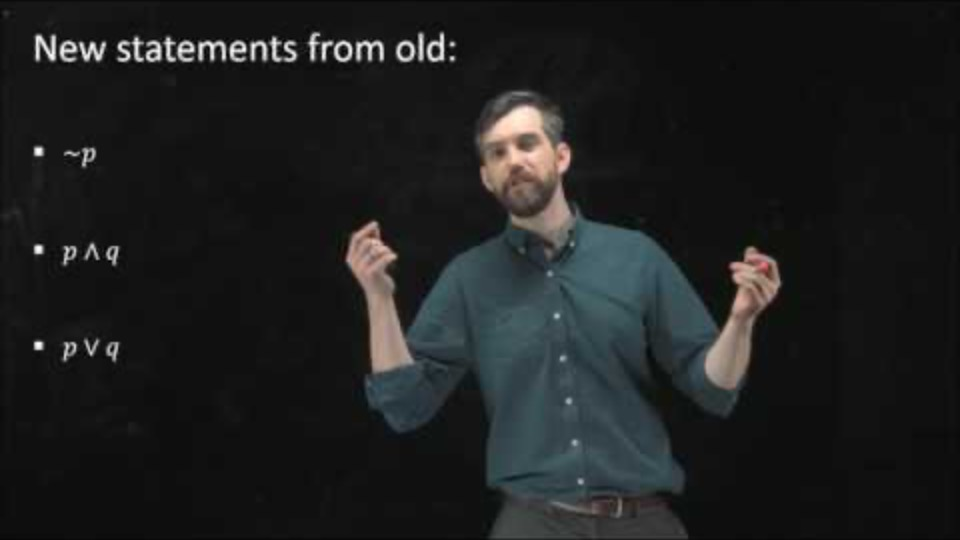 New statements from old:
▪ ~p
▪ p ∧ q
▪ p ∨ q